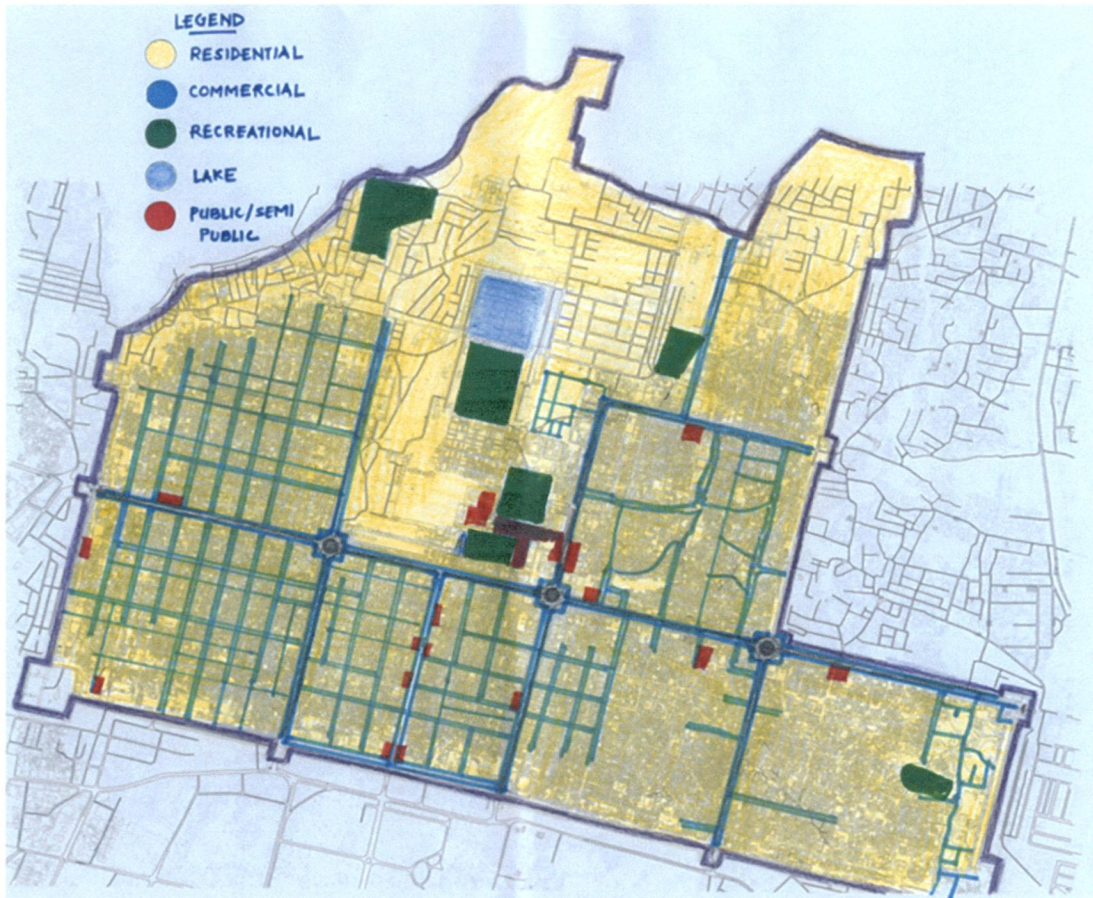 LEGEND
RESIDENTIAL
COMMERCIAL
RECREATIONAL
LAKE
PUBLIC/SEMI
PUBLIC